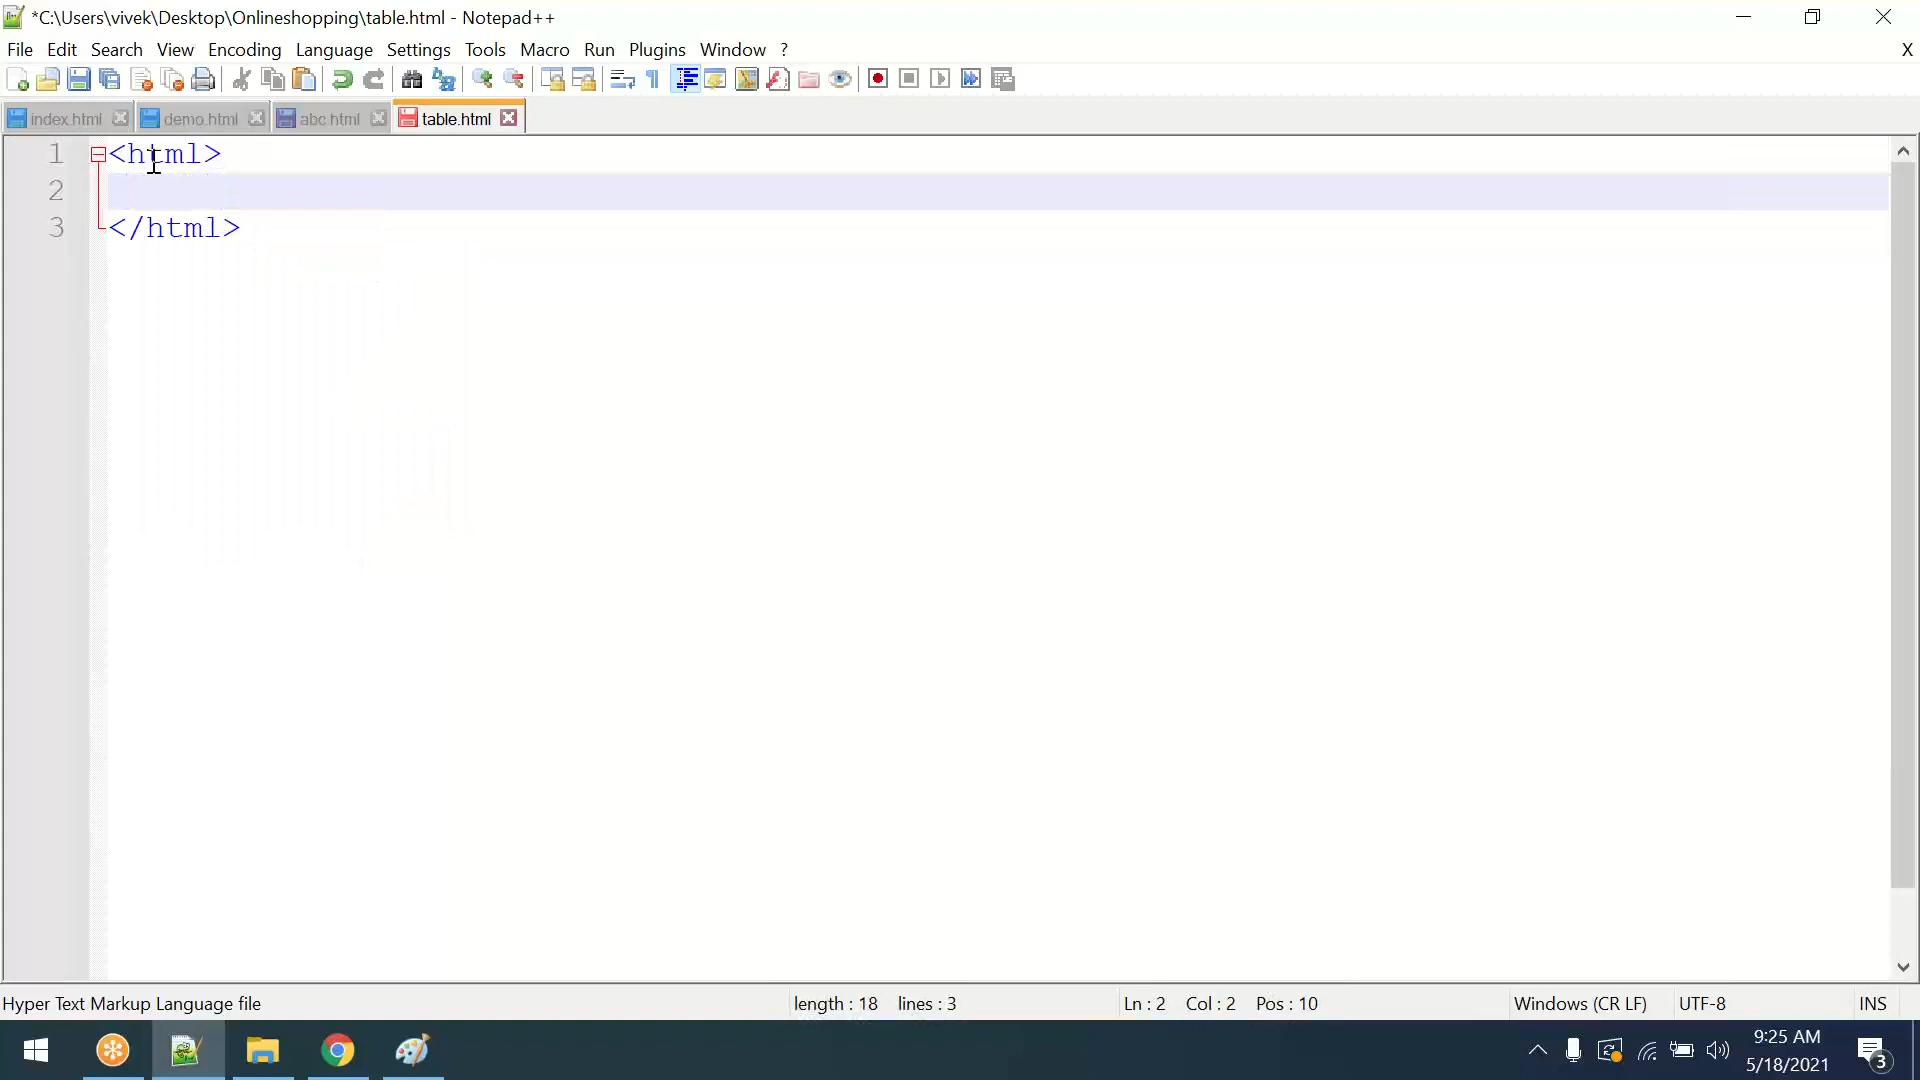 *C:\Users\vivek\Desktop\Onlineshopping\table.html - Notepad++
File Edit Search View Encoding Language Settings Tools Macro Run Plugins Window ? X
index.html demo.html abc.html table.html
1 <html>
2
3 </html>
Hyper Text Markup Language file length : 18 lines : 3 Ln : 2 Col : 2 Pos : 10 Windows (CR LF) UTF-8 INS
9:25 AM
5/18/2021
3